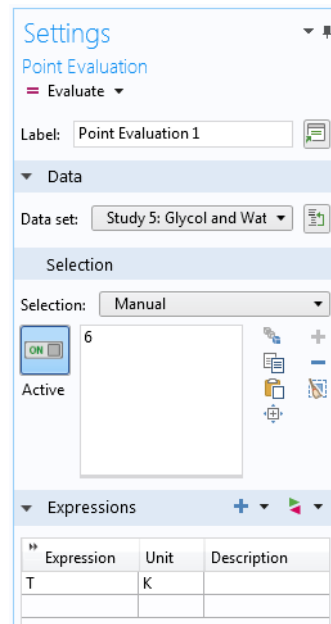 Settings
Point Evaluation
= Evaluate
Label: Point Evaluation 1
Data
Data set: Study 5: Glycol and Wat
Selection
Selection: Manual
ON 6
Active
Expressions
Expression Unit Description
T K